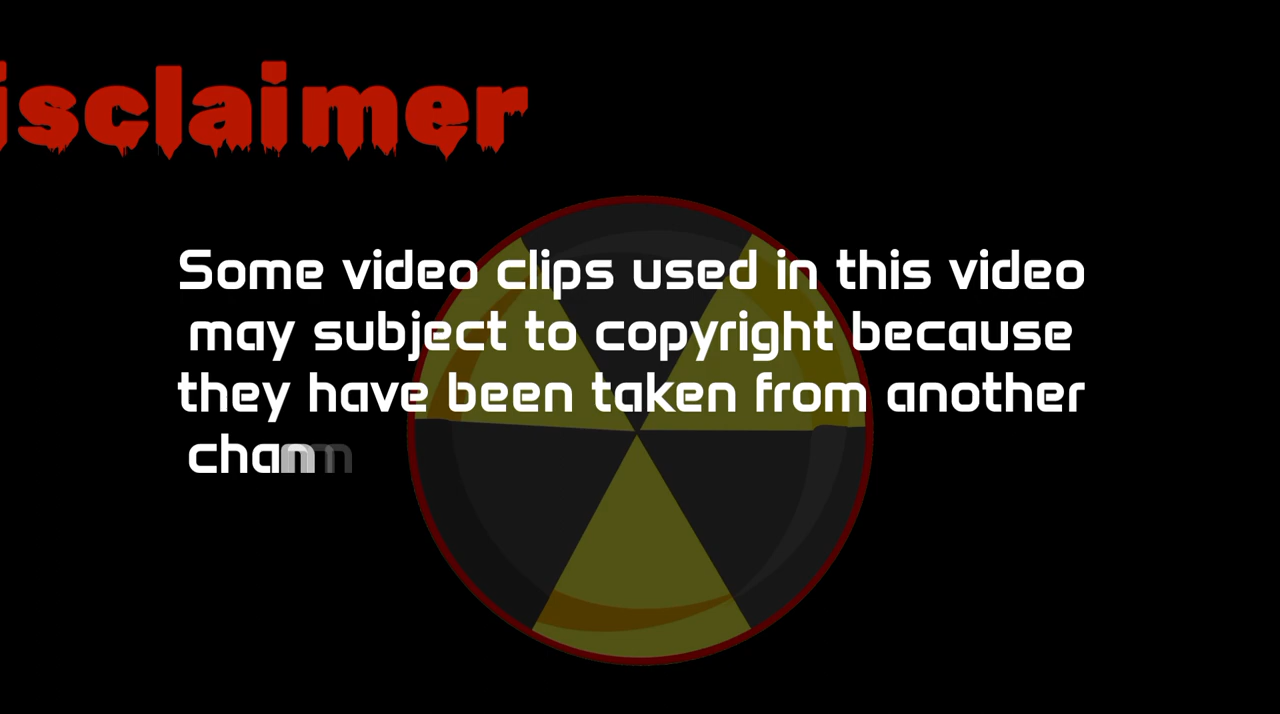 isclaimer
Some video clips used in this video
may subject to copyright because
they have been taken from another
chann